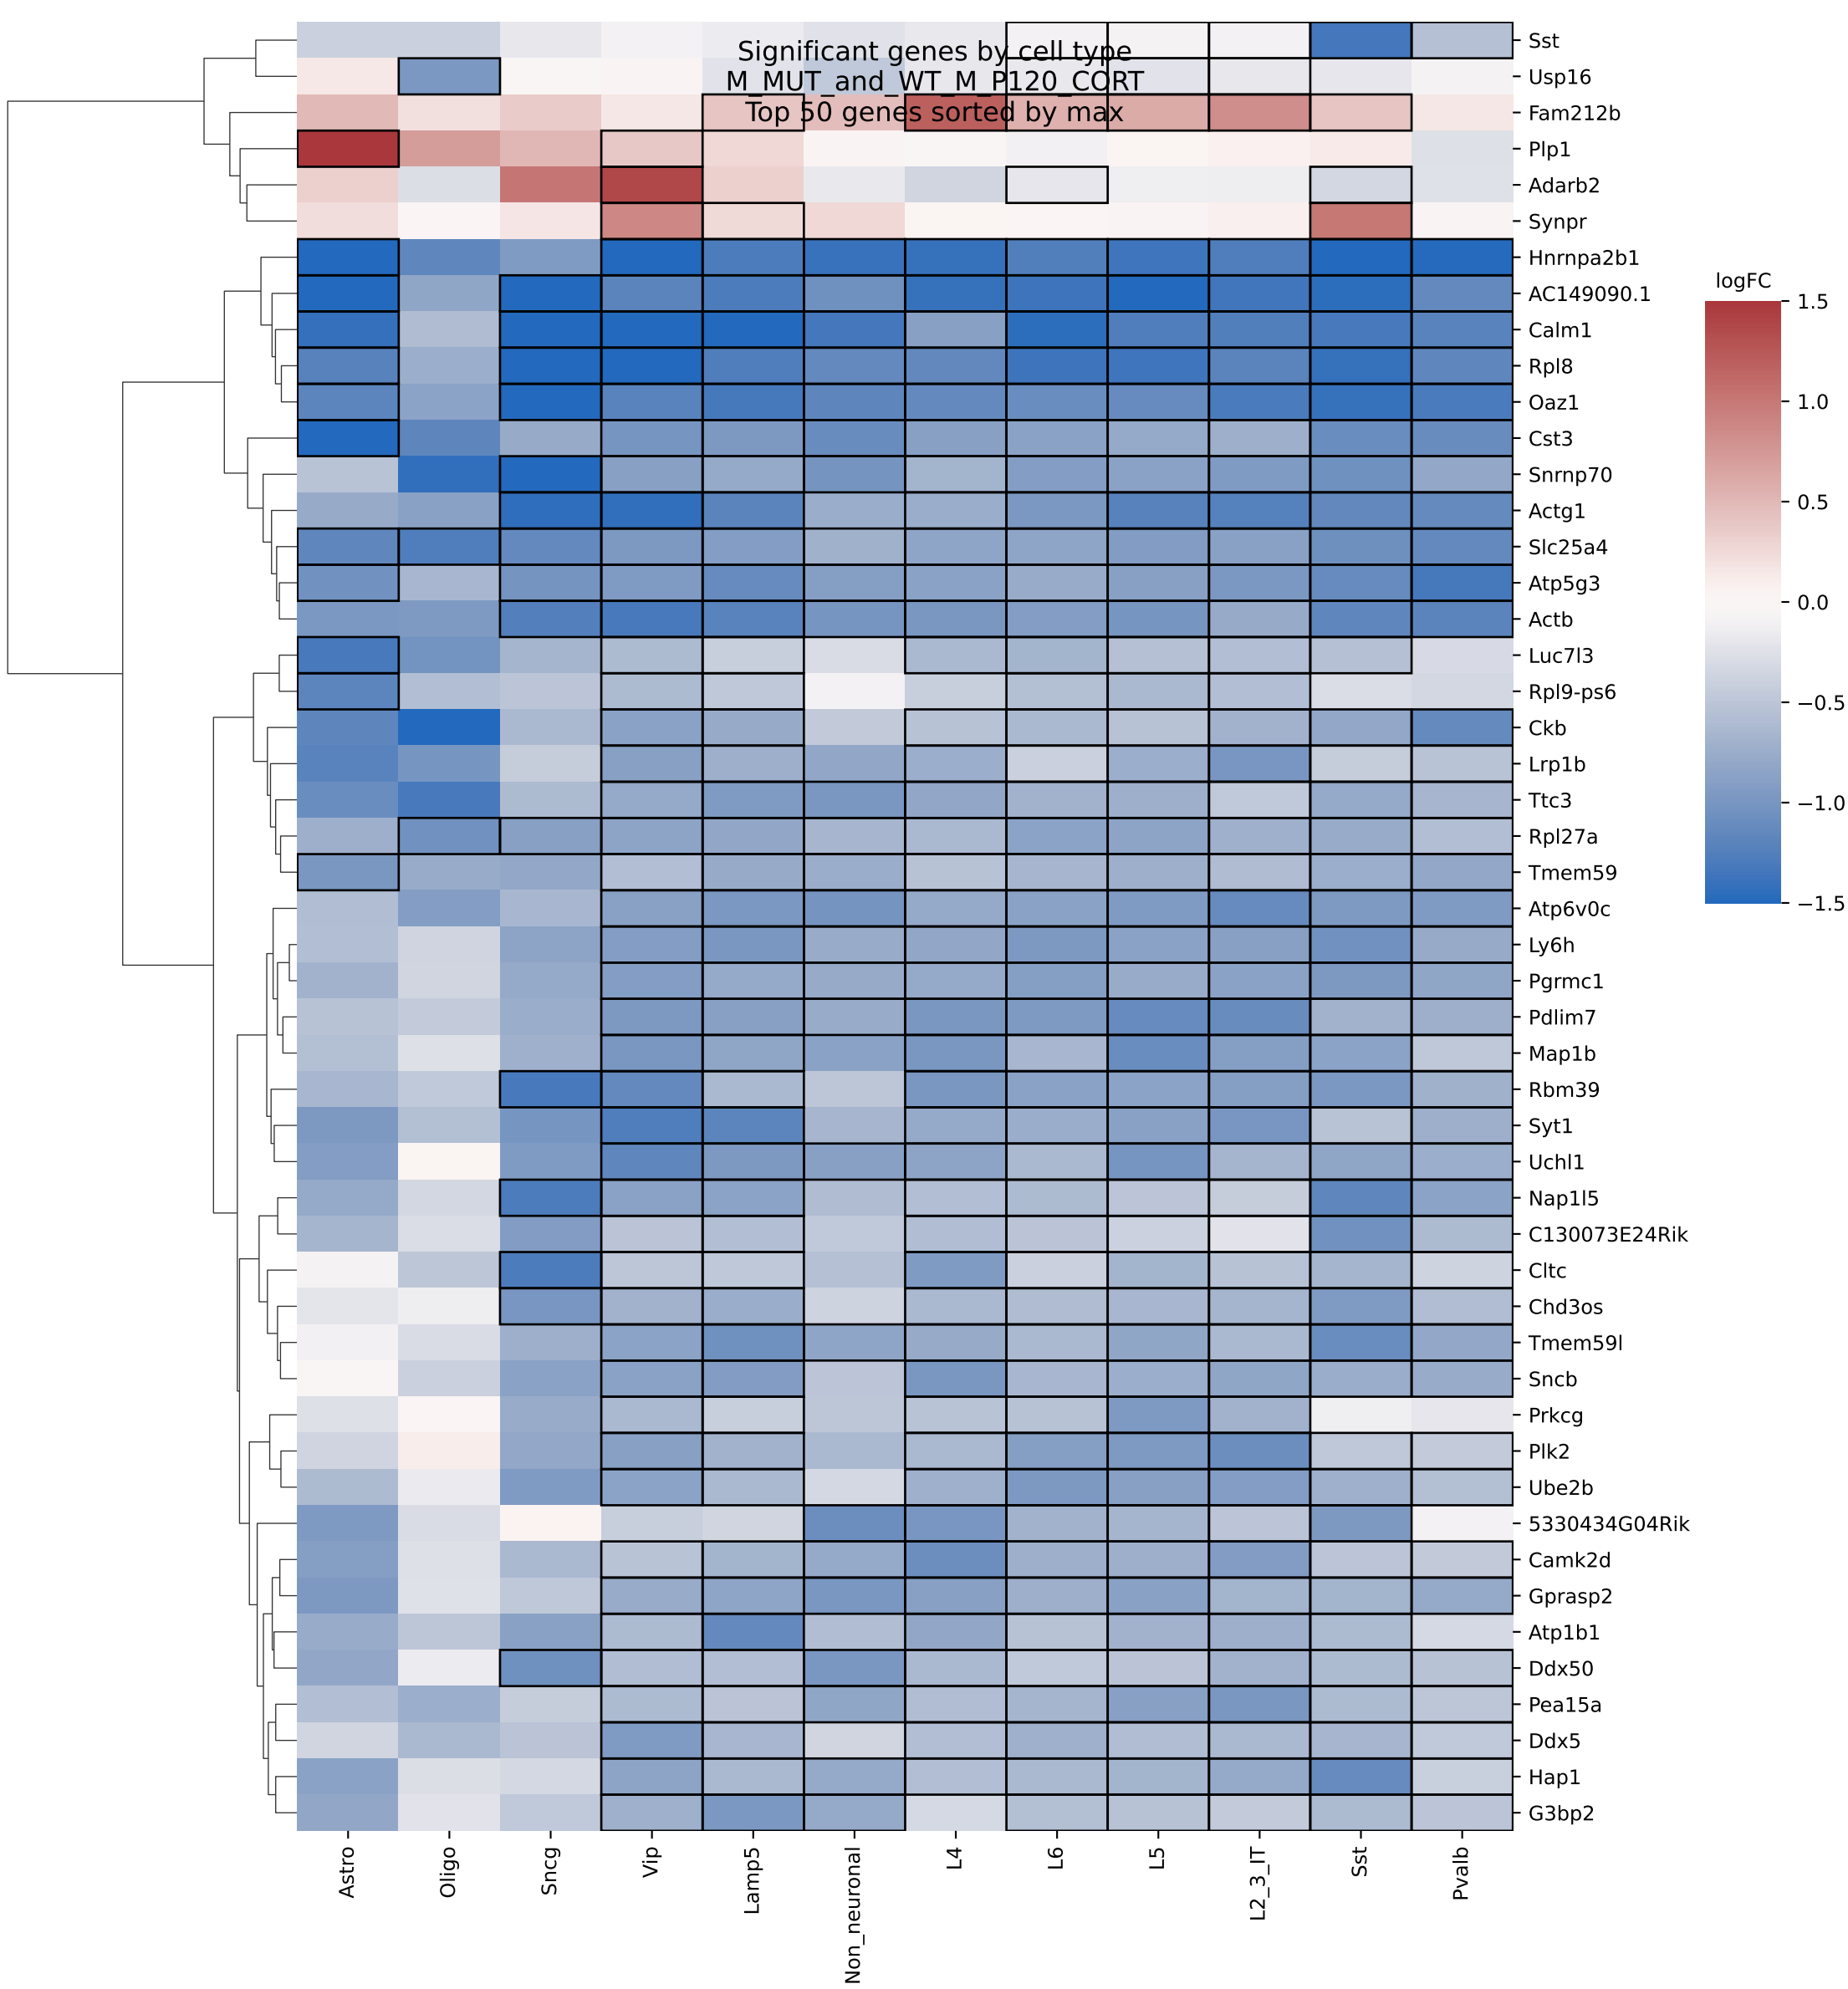 Significant genes by cell type
M_MUT_and_WT_M_P120_CORT
Top 50 genes sorted by max
Sst
Usp16
Fam212b
Plp1
Adarb2
Synpr
Hnrnpa2b1
AC149090.1
Calm1
Rpl8
Oaz1
Cst3
Snrnp70
Actg1
Slc25a4
Atp5g3
Actb
Luc7l3
Rpl9-ps6
Ckb
Lrp1b
Ttc3
Rpl27a
Tmem59
Atp6v0c
Ly6h
Pgrmc1
Pdlim7
Map1b
Rbm39
Syt1
Uchl1
Nap1l5
C130073E24Rik
Cltc
Chd3os
Tmem59l
Sncb
Prkcg
Plk2
Ube2b
5330434G04Rik
Camk2d
Gprasp2
Atp1b1
Ddx50
Pea15a
Ddx5
Hap1
G3bp2
logFC
1.5
1.0
0.5
0.0
−0.5
−1.0
−1.5
Astro
Oligo
Sncg
Vip
Lamp5
Non_neuronal
L4
L6
L5
L2_3_IT
Sst
Pvalb